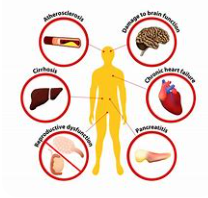 Atherosclerosis
Damage to brain function
Cirrhosis
Chronic heart failure
Reproductive dysfunction
Pancreatitis